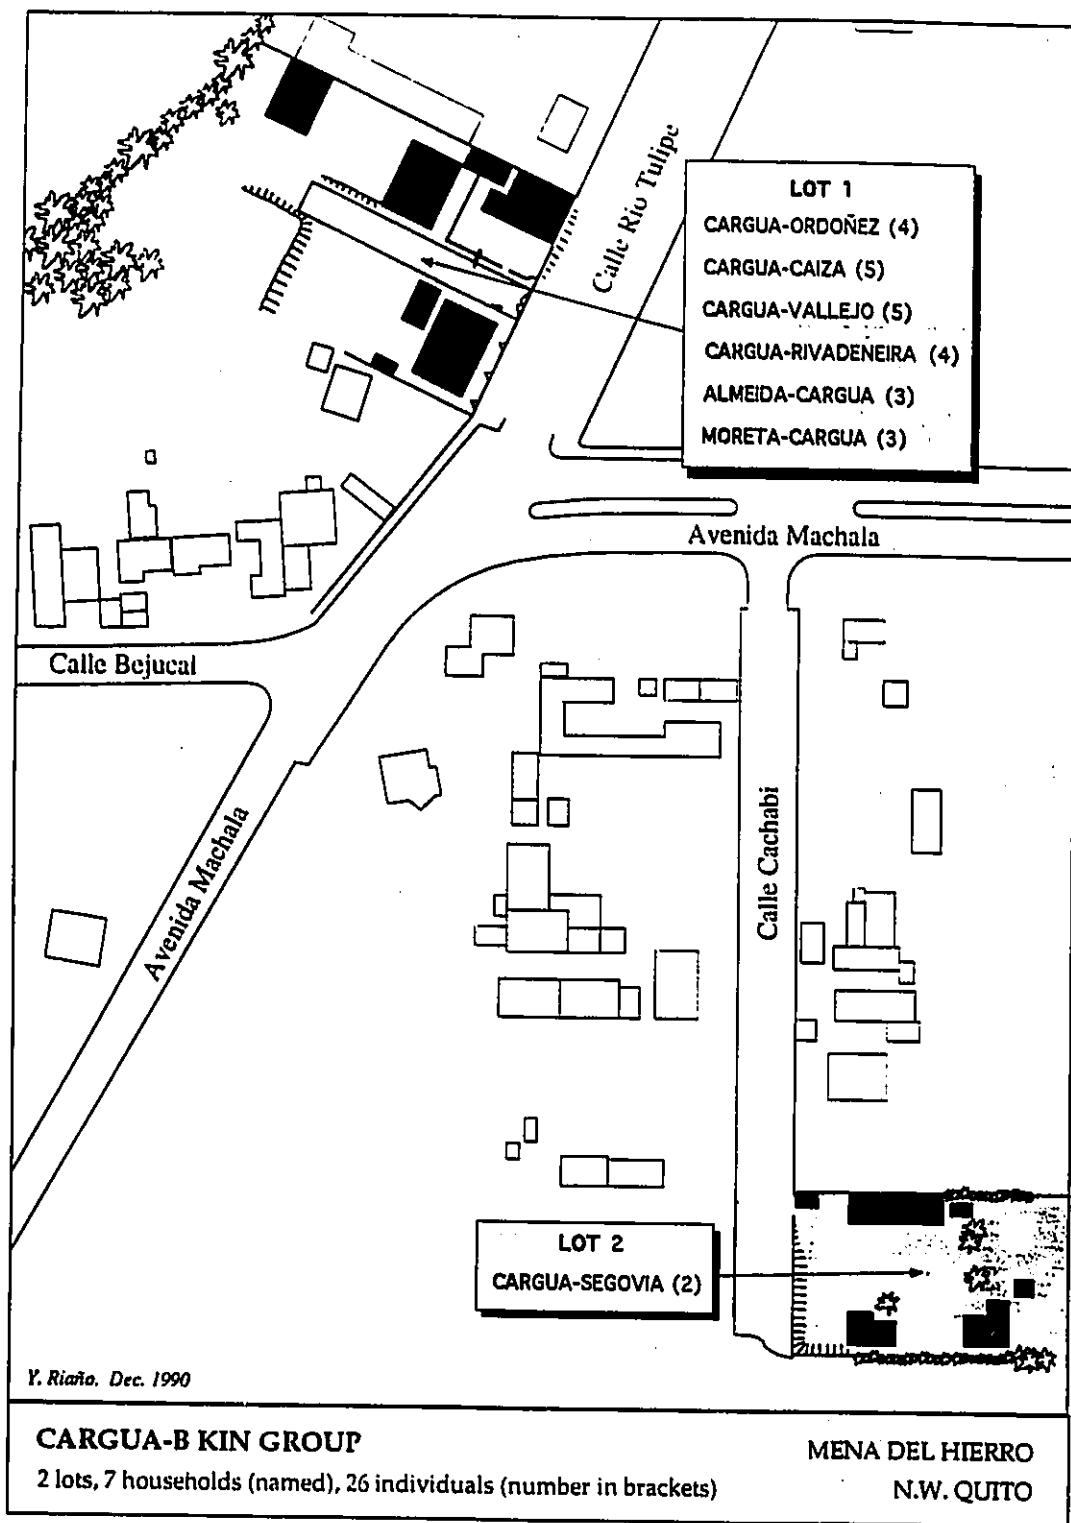 Calle Río Tulipe
LOT 1
CARGUA-ORDOÑEZ (4)
CARGUA-CAIZA (5)
CARGUA-VALLEJO (5)
CARGUA-RIVADENEIRA (4)
ALMEIDA-CARGUA (3)
MORETA-CARGUA (3)
Avenida Machala
Calle Bejucal
Avenida Machala
Calle Cachabi
LOT 2
CARGUA-SEGOVIA (2)
Y. Riaño. Dec. 1990
CARGUA-B KIN GROUP
2 lots, 7 households (named), 26 individuals (number in brackets)
MENA DEL HIERRO
N.W. QUITO